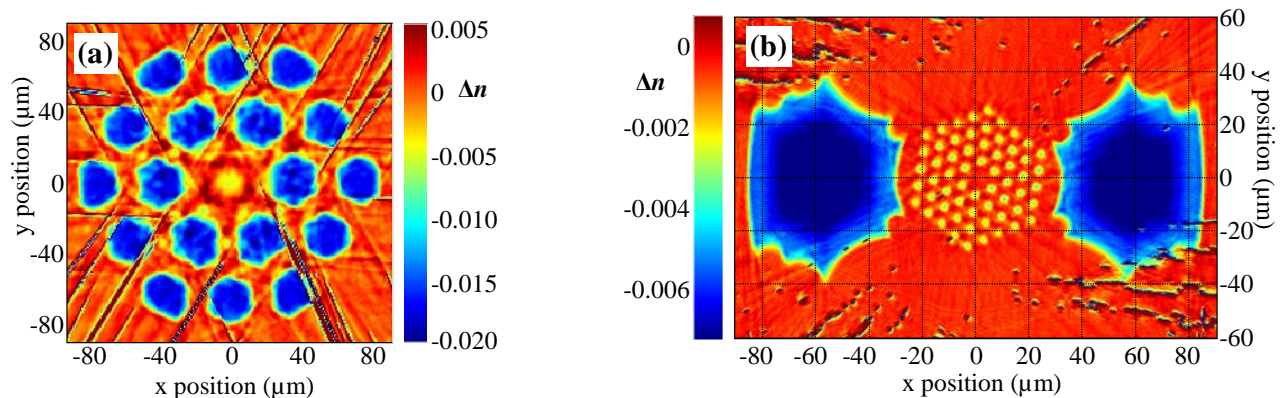 (a)
y position (µm)
80
40
0
-40
-80
-80 -40 0 40 80
x position (µm)
0.005
0
Δn
-0.005
-0.010
-0.015
-0.020
(b)
0
Δn
-0.002
-0.004
-0.006
-80 -60 -40 -20 0 20 40 60 80
x position (µm)
60
40
20
0
-20
-40
-60
y position (µm)